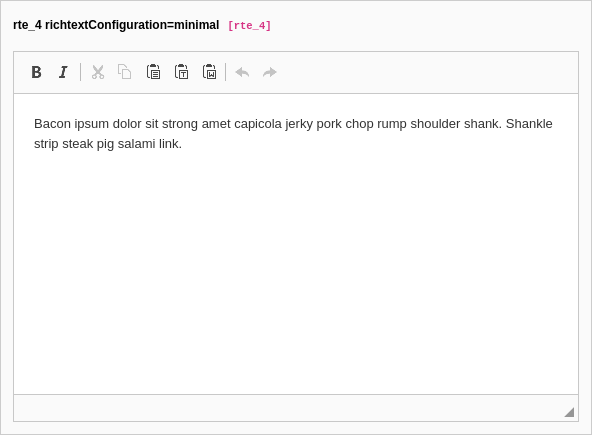 rte_4 richtextConfiguration=minimal [rte_4]
B I
Bacon ipsum dolor sit strong amet capicola jerky pork chop rump shoulder shank. Shankle
strip steak pig salami link.